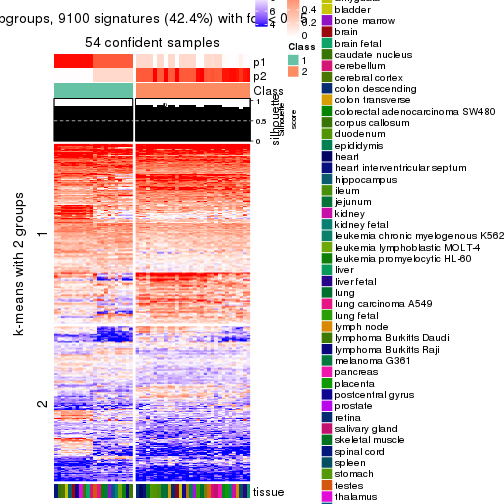 ogroups, 9100 signatures (42.4%) with fd
< 0.05
54 confident samples
p1
p2
Class
silhouette
score
1
0.5
0
k-means with 2 groups
1
2
tissue
6
4
0.4
0.2
0
Class
1
2
bladder
bone marrow
brain
brain fetal
caudate nucleus
cerebellum
cerebral cortex
colon descending
colon transverse
colorectal adenocarcinoma SW480
corpus callosum
duodenum
epididymis
heart
heart interventricular septum
hippocampus
ileum
jejunum
kidney
kidney fetal
leukemia chronic myelogenous K562
leukemia lymphoblastic MOLT-4
leukemia promyelocytic HL-60
liver
liver fetal
lung
lung carcinoma A549
lung fetal
lymph node
lymphoma Burkitts Daudi
lymphoma Burkitts Raji
melanoma G361
pancreas
placenta
postcentral gyrus
prostate
retina
salivary gland
skeletal muscle
spinal cord
spleen
stomach
testes
thalamus